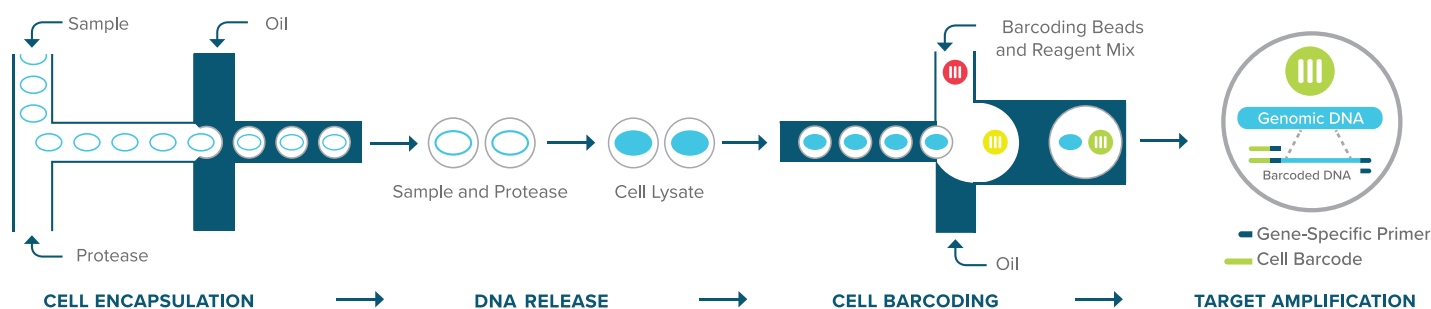 Sample
Oil
Protease
CELL ENCAPSULATION
Sample and Protease
Cell Lysate
DNA RELEASE
Barcoding Beads
and Reagent Mix
Oil
CELL BARCODING
Genomic DNA
Barcoded DNA
Gene-Specific Primer
Cell Barcode
TARGET AMPLIFICATION